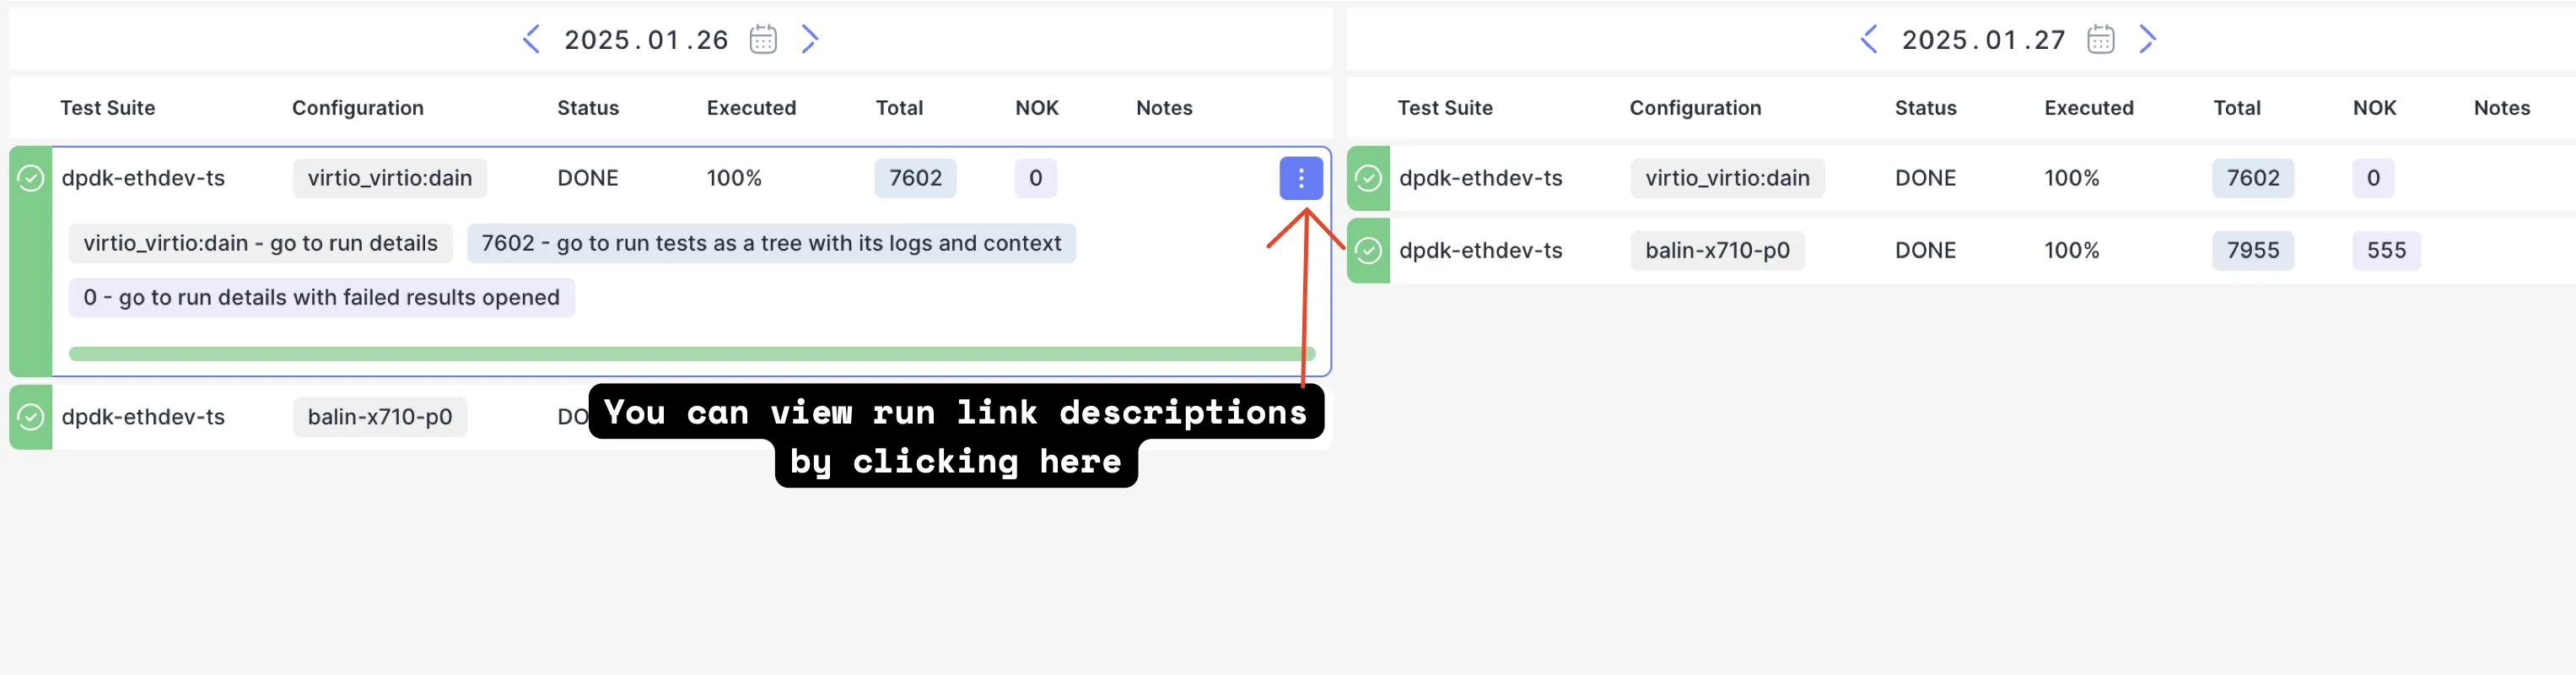 2025.01.26
Test Suite Configuration Status Executed Total NOK Notes
dpdk-ethdev-ts virtio_virtio:dain DONE 100% 7602 0
virtio_virtio:dain - go to run details 7602 - go to run tests as a tree with its logs and context
0 - go to run details with failed results opened
dpdk-ethdev-ts balin-x710-p0 DO
You can view run link descriptions
by clicking here
2025.01.27
Test Suite Configuration Status Executed Total NOK Notes
dpdk-ethdev-ts virtio_virtio:dain DONE 100% 7602 0
dpdk-ethdev-ts balin-x710-p0 DONE 100% 7955 555